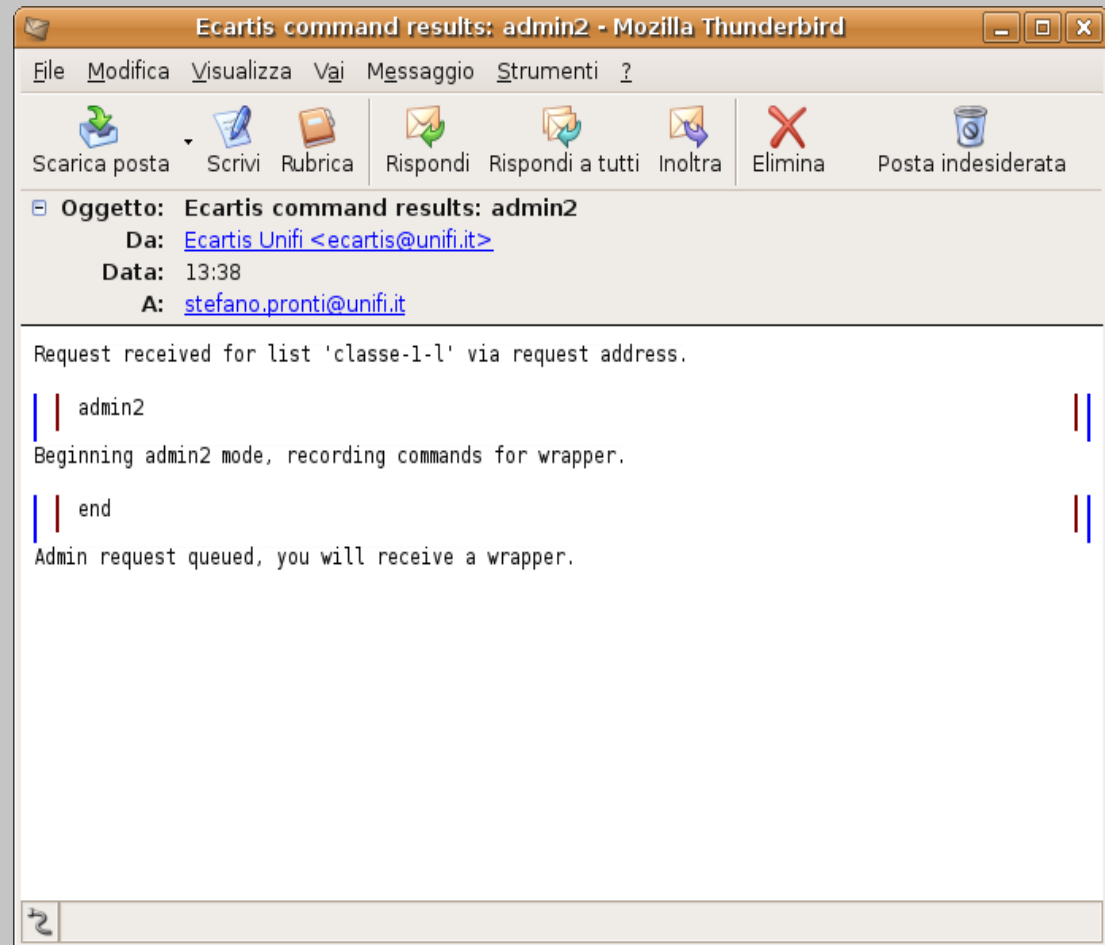 Ecartis command results: admin2 - Mozilla Thunderbird
File Modifica Visualizza Vai Messaggio Strumenti ?
Scarica posta Scrivi Rubrica Rispondi Rispondi a tutti Inoltra Elimina Posta indesiderata
Oggetto: Ecartis command results: admin2
Da: Ecartis Unifi <ecartis@unifi.it>
Data: 13:38
A: stefano.pronti@unifi.it
Request received for list 'classe-1-l' via request address.
admin2
Beginning admin2 mode, recording commands for wrapper.
end
Admin request queued, you will receive a wrapper.